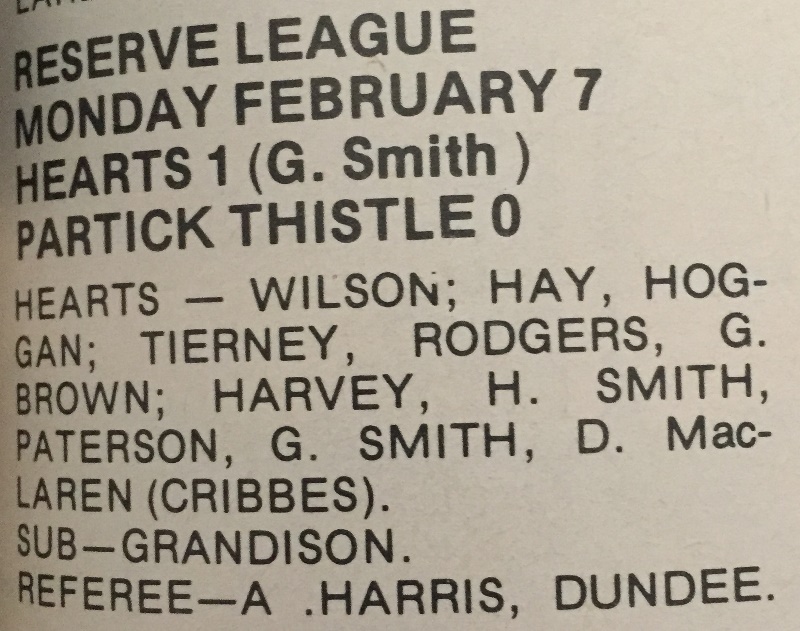 RESERVE LEAGUE
MONDAY FEBRUARY 7
HEARTS 1 (G. Smith )
PARTICK THISTLE 0
HEARTS — WILSON; HAY, HOG-
GAN; TIERNEY, RODGERS, G.
BROWN; HARVEY, H. SMITH,
PATERSON, G. SMITH, D. Mac-
LAREN (CRIBBES).
SUB—GRANDISON.
REFEREE—A .HARRIS, DUNDEE.